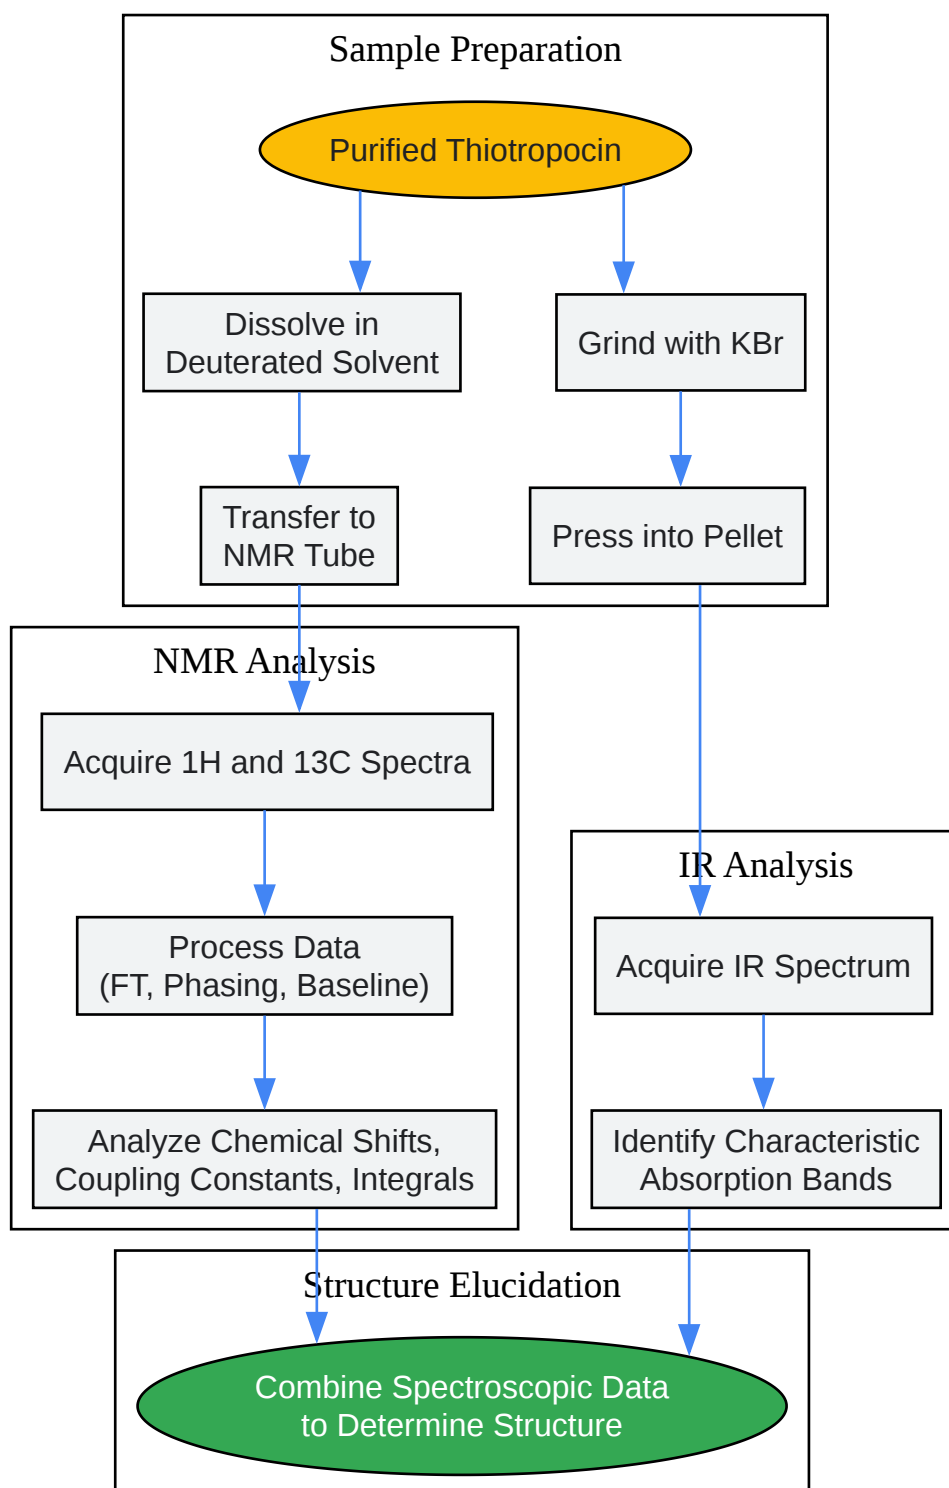 Sample Preparation
Purified Thiotropocin
Dissolve in
Deuterated Solvent
Grind with KBr
Transfer to
NMR Tube
Press into Pellet
NMR Analysis
Acquire 1H and 13C Spectra
IR Analysis
Process Data
(FT, Phasing, Baseline)
Acquire IR Spectrum
Analyze Chemical Shifts,
Coupling Constants, Integrals
Identify Characteristic
Absorption Bands
Structure Elucidation
Combine Spectroscopic Data
to Determine Structure